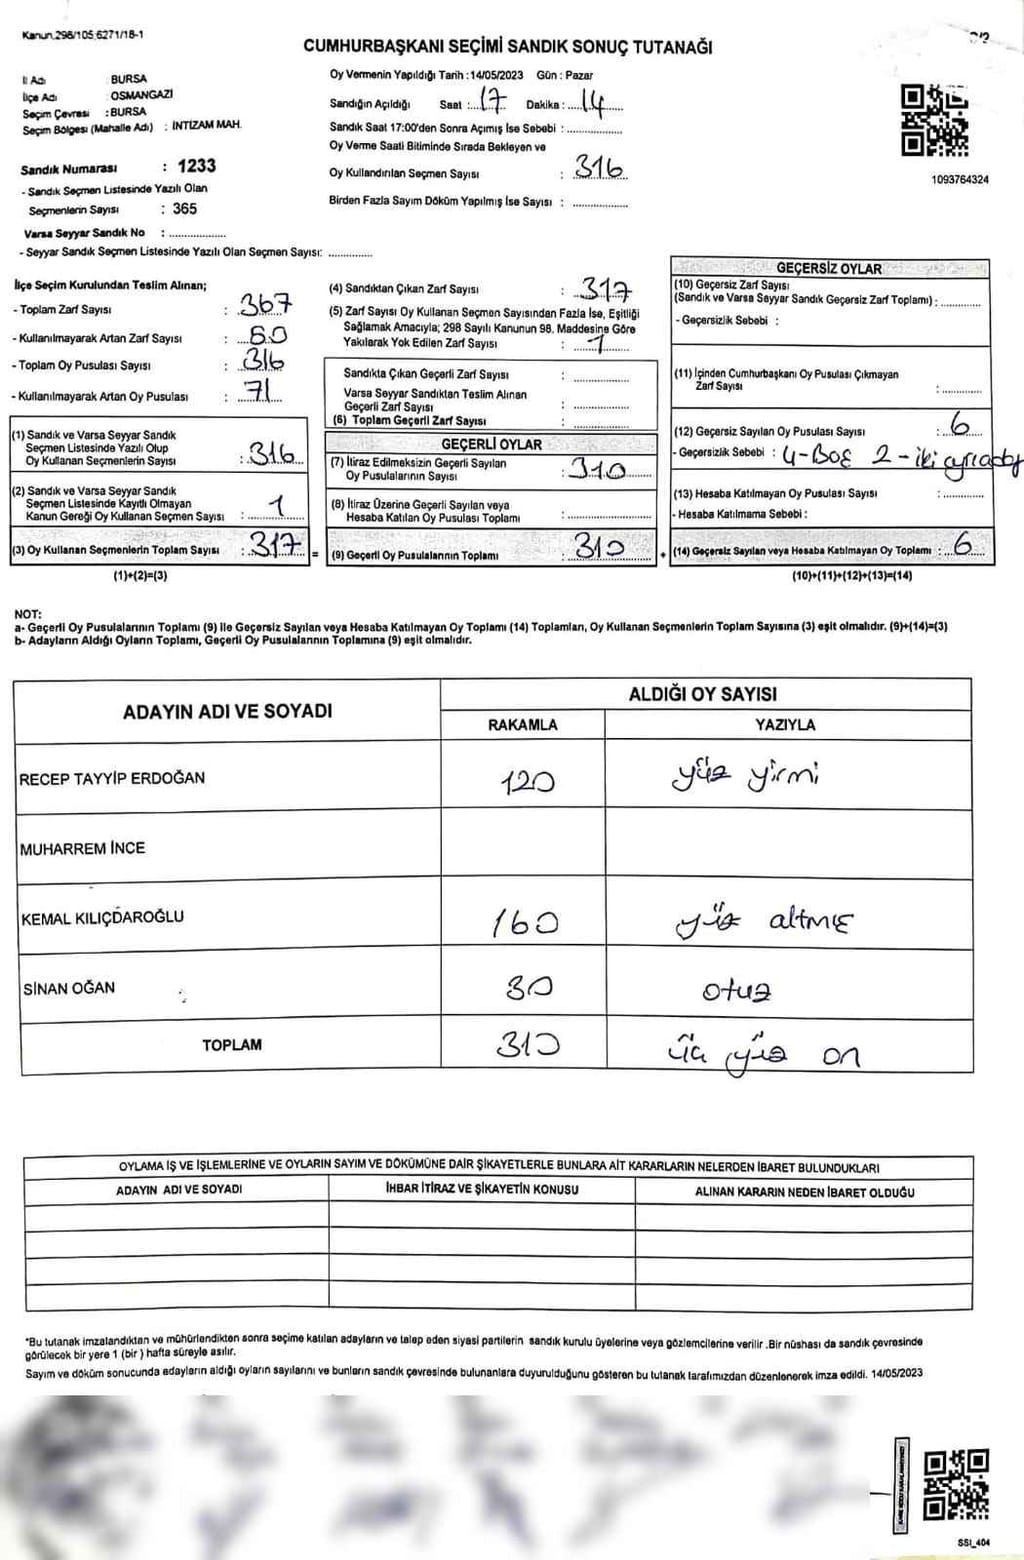 Kanun.298/105;6271/18-1
CUMHURBAŞKANI SEÇİMİ SANDIK SONUÇ TUTANAĞI
İl Adı BURSA
İlçe Adı : OSMANGAZİ
Seçim Çevresi : BURSA
Seçim Bölgesi (Mahalle Adı) : İNTİZAM MAH.
Sandık Numarası : 1233
- Sandık Seçmen Listesinde Yazılı Olan
Seçmenlerin Sayısı : 365
Varsa Seyyar Sandık No : ..................
- Seyyar Sandık Seçmen Listesinde Yazılı Olan Seçmen Sayısı: ..............
Oy Vermenin Yapıldığı Tarih : 14/05/2023 Gün : Pazar
Sandığın Açıldığı Saat : 17 Dakika : 14
Sandık Saat 17:00'den Sonra Açımış İse Sebebi : ..................
Oy Verme Saati Bitiminde Sırada Bekleyen ve
Oy Kullandırılan Seçmen Sayısı : 316
Birden Fazla Sayım Döküm Yapılmış İse Sayısı : ..................
1093764324
İlçe Seçim Kurulundan Teslim Alınan;
- Toplam Zarf Sayısı : 367
- Kullanılmayarak Artan Zarf Sayısı : 50
- Toplam Oy Pusulası Sayısı : 316
- Kullanılmayarak Artan Oy Pusulası : 71
(1) Sandık ve Varsa Seyyar Sandık
Seçmen Listesinde Yazılı Olup
Oy Kullanan Seçmenlerin Sayısı : 316
(2) Sandık ve Varsa Seyyar Sandık
Seçmen Listesinde Kayıtlı Olmayan
Kanun Gereği Oy Kullanan Seçmen Sayısı : 1
(3) Oy Kullanan Seçmenlerin Toplam Sayısı : 317 =
(1)+(2)=(3)
(4) Sandıktan Çıkan Zarf Sayısı : 317
(5) Zarf Sayısı Oy Kullanan Seçmen Sayısından Fazla İse, Eşitliği
Sağlamak Amacıyla; 298 Sayılı Kanunun 98. Maddesine Göre
Yakılarak Yok Edilen Zarf Sayısı : 1
Sandıkta Çıkan Geçerli Zarf Sayısı : ..................
Varsa Seyyar Sandıktan Teslim Alınan
Geçerli Zarf Sayısı : ..................
(6) Toplam Geçerli Zarf Sayısı : ..................
GEÇERLİ OYLAR
(7) İtiraz Edilmeksizin Geçerli Sayılan
Oy Pusulalarının Sayısı : 310
(8) İtiraz Üzerine Geçerli Sayılan veya
Hesaba Katılan Oy Pusulası Toplamı : ..................
(9) Geçerli Oy Pusulalarının Toplamı : 310 +
GEÇERSİZ OYLAR
(10) Geçersiz Zarf Sayısı
(Sandık ve Varsa Seyyar Sandık Geçersiz Zarf Toplamı) : ..............
- Geçersizlik Sebebi :
(11) İçinden Cumhurbaşkanı Oy Pusulası Çıkmayan
Zarf Sayısı : ..............
(12) Geçersiz Sayılan Oy Pusulası Sayısı : 6
- Geçersizlik Sebebi : 4-BOŞ 2-iki ayrı aday
(13) Hesaba Katılmayan Oy Pusulası Sayısı : ..............
- Hesaba Katılmama Sebebi :
(14) Geçersiz Sayılan veya Hesaba Katılmayan Oy Toplamı : 6
(10)+(11)+(12)+(13)=(14)
NOT:
a- Geçerli Oy Pusulalarının Toplamı (9) ile Geçersiz Sayılan veya Hesaba Katılmayan Oy Toplamı (14) Toplamları, Oy Kullanan Seçmenlerin Toplam Sayısına (3) eşit olmalıdır. (9)+(14)=(3)
b- Adayların Aldığı Oyların Toplamı, Geçerli Oy Pusulalarının Toplamına (9) eşit olmalıdır.
ADAYIN ADI VE SOYADI ALDIĞI OY SAYISI
RAKAMLA YAZIYLA
RECEP TAYYİP ERDOĞAN 120 yüz yirmi
MUHARREM İNCE
KEMAL KILIÇDAROĞLU 160 yüz altmış
SİNAN OĞAN 30 otuz
TOPLAM 310 üç yüz on
OYLAMA İŞ VE İŞLEMLERİNE VE OYLARIN SAYIM VE DÖKÜMÜNE DAİR ŞİKAYETLERLE BUNLARA AİT KARARLARIN NELERDEN İBARET BULUNDUKLARI
ADAYIN ADI VE SOYADI İHBAR İTİRAZ VE ŞİKAYETİN KONUSU ALINAN KARARIN NEDEN İBARET OLDUĞU
*Bu tutanak imzalandıktan ve mühürlendikten sonra seçime katılan adayların ve talep eden siyasi partilerin sandık kurulu üyelerine veya gözlemcilerine verilir .Bir nüshası da sandık çevresinde
görülecek bir yere 1 (bir ) hafta süreyle asılır.
Sayım ve döküm sonucunda adayların aldığı oyların sayılarını ve bunların sandık çevresinde bulunanlara duyurulduğunu gösteren bu tutanak tarafımızdan düzenlenerek imza edildi. 14/05/2023
SSI_404